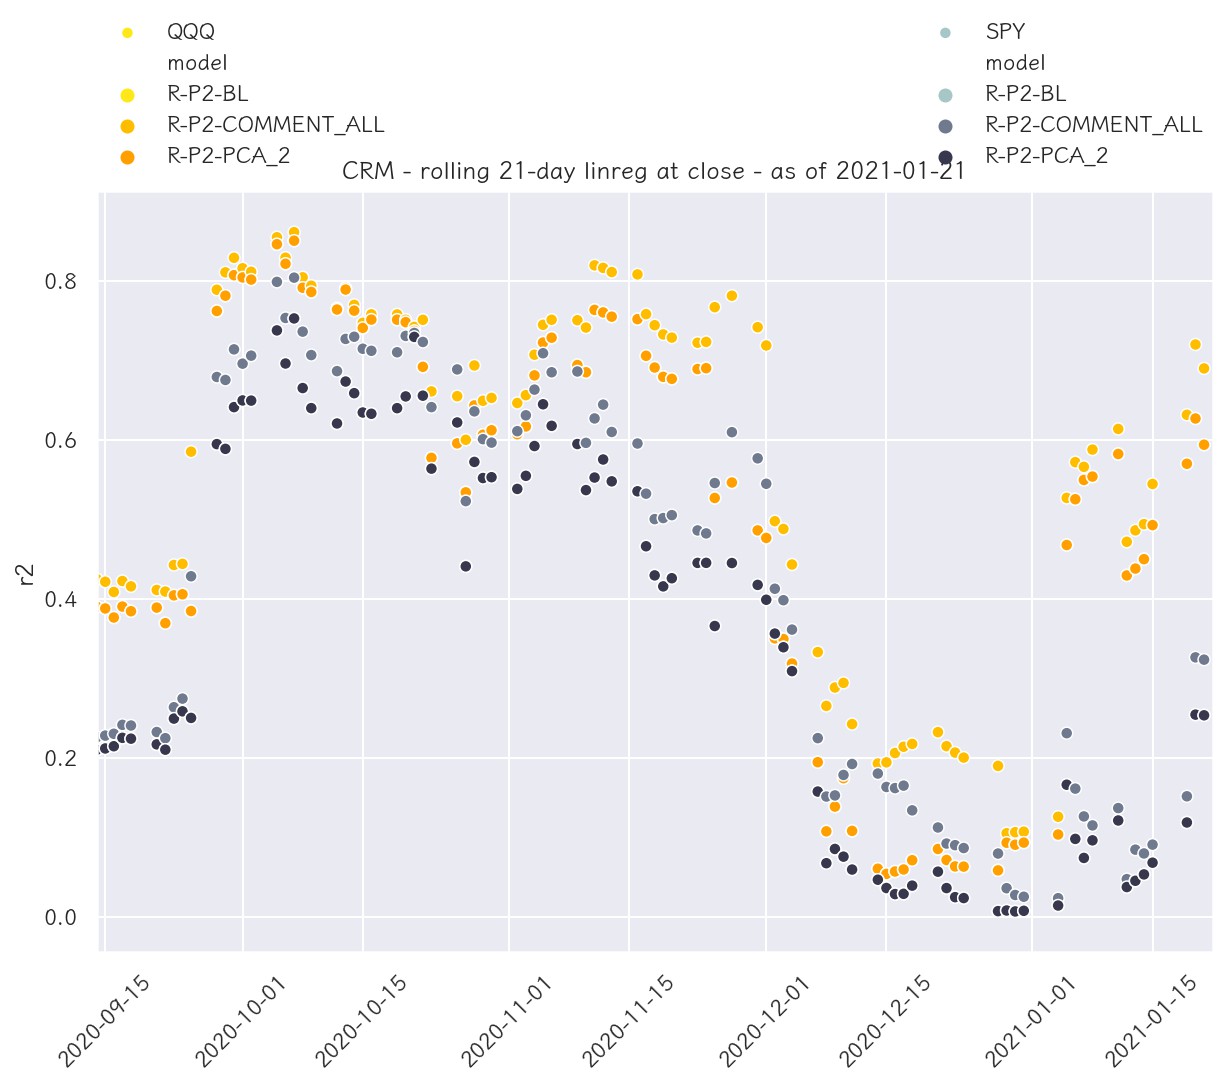 QQQ
model
R-P2-BL
R-P2-COMMENT_ALL
R-P2-PCA_2
SPY
model
R-P2-BL
R-P2-COMMENT_ALL
R-P2-PCA_2
CRM - rolling 21-day linreg at close - as of 2021-01-21
r2
0.8
0.6
0.4
0.2
0.0
2020-09-15
2020-10-01
2020-10-15
2020-11-01
2020-11-15
2020-12-01
2020-12-15
2021-01-01
2021-01-15